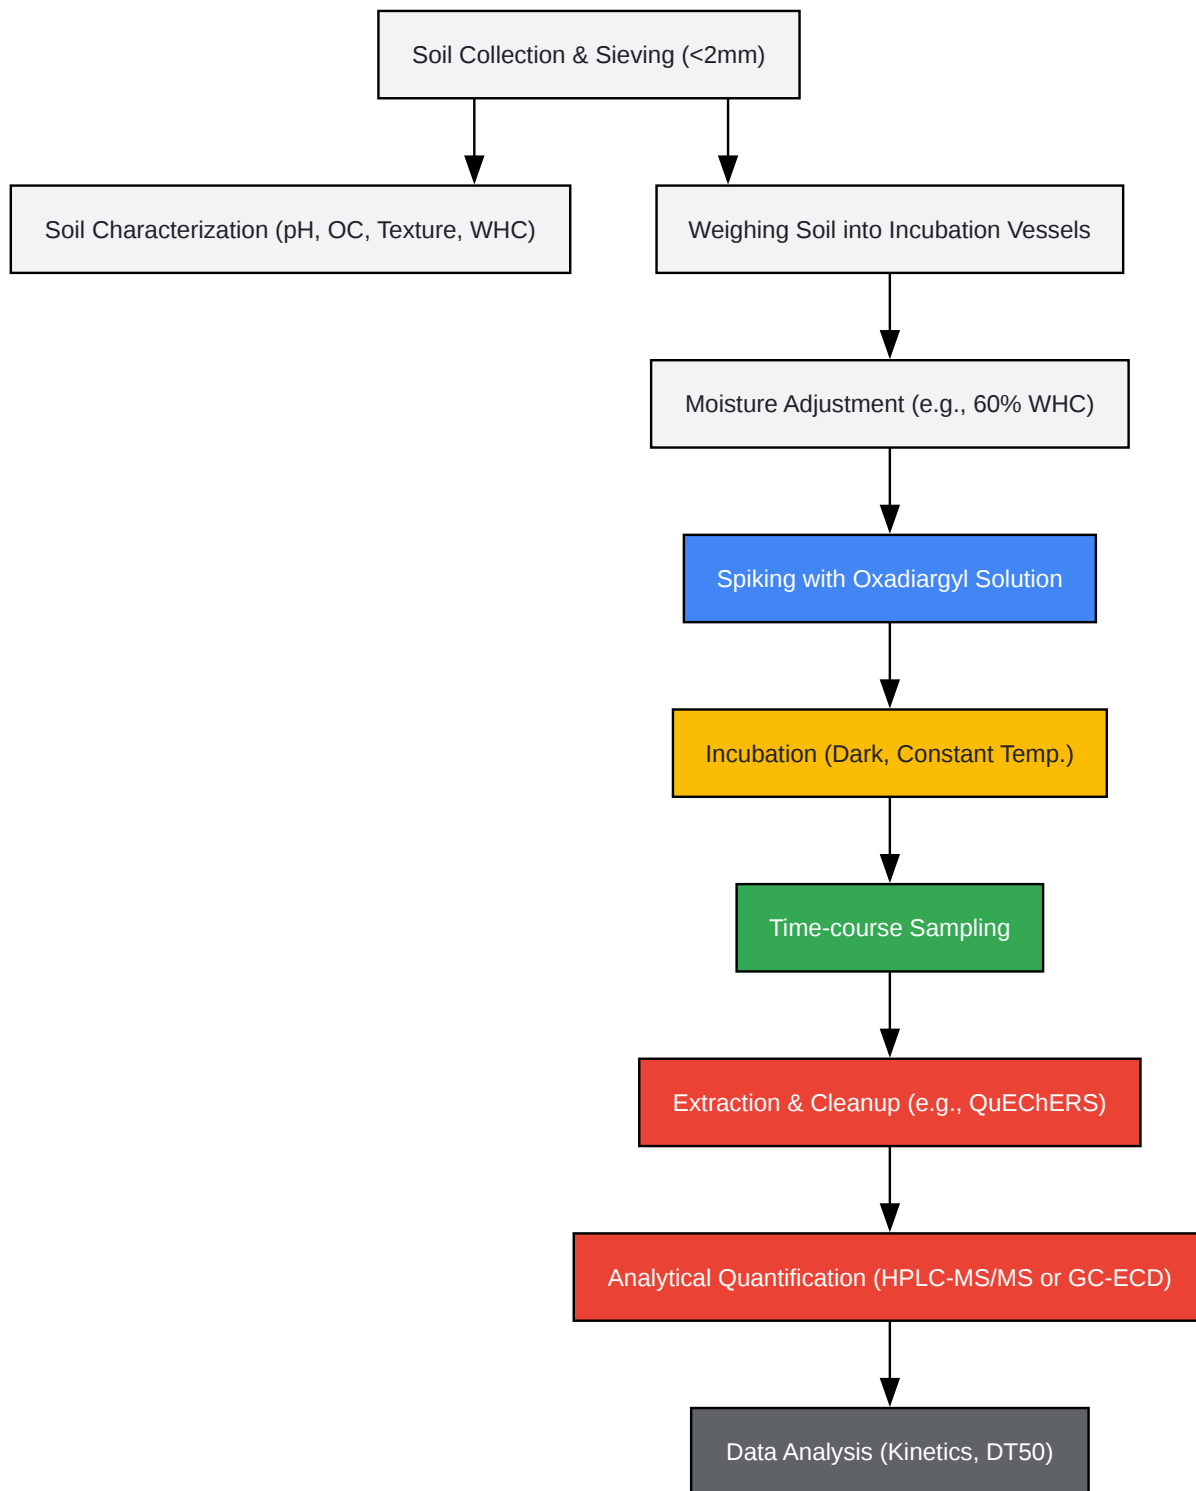 Soil Collection & Sieving (<2mm)
Soil Characterization (pH, OC, Texture, WHC)
Weighing Soil into Incubation Vessels
Moisture Adjustment (e.g., 60% WHC)
Spiking with Oxadiargyl Solution
Incubation (Dark, Constant Temp.)
Time-course Sampling
Extraction & Cleanup (e.g., QuEChERS)
Analytical Quantification (HPLC-MS/MS or GC-ECD)
Data Analysis (Kinetics, DT50)